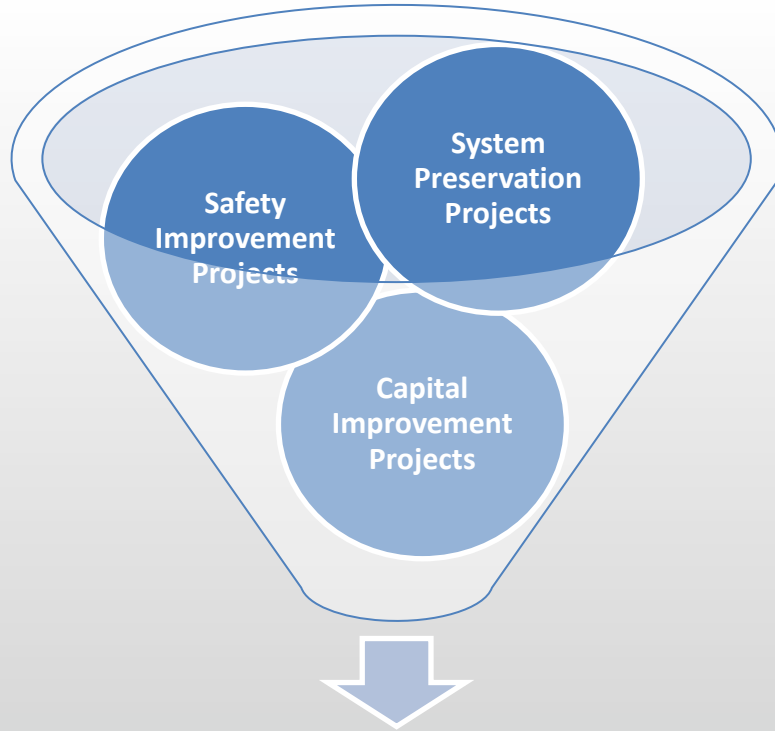 System
Preservation
Projects
Safety
Improvement
Projects
Capital
Improvement
Projects